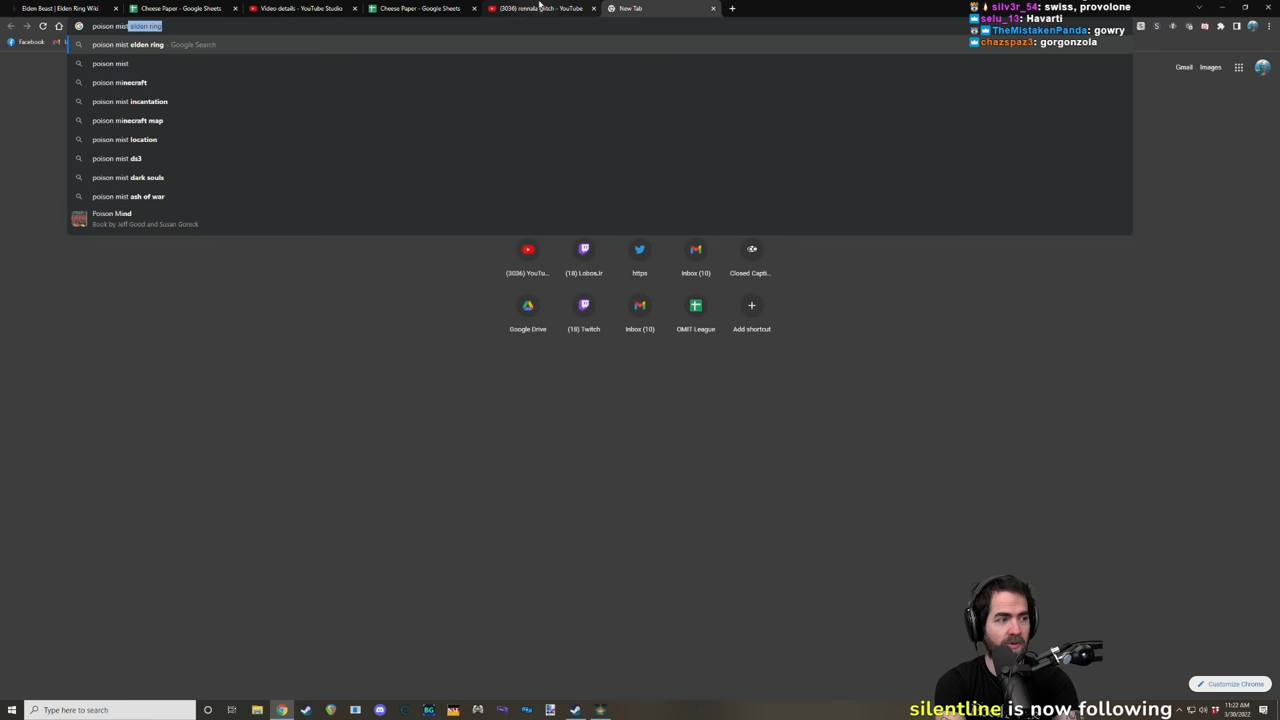 Elden Beast | Elden Ring Wiki
Cheese Paper - Google Sheets
Video details - YouTube Studio
Cheese Paper - Google Sheets
(3036) rennala glitch - YouTube
New Tab
silv3r_54: swiss, provolone
selu_13: Havarti
TheMistakenPanda: gowry
chazspaz3: gorgonzola
poison mist elden ring
Facebook
poison mist elden ring - Google Search
poison mist
poison minecraft
poison mist incantation
poison minecraft map
poison mist location
poison mist ds3
poison mist dark souls
poison mist ash of war
Poison Mind
Book by Jeff Good and Susan Goreck
Gmail Images
(3036) YouTu... (18) LobosJr https Inbox (10) Closed Capti...
Google Drive (18) Twitch Inbox (10) OMIT League Add shortcut
Customize Chrome
silentline is now following
Type here to search
11:22 AM
3/30/2022